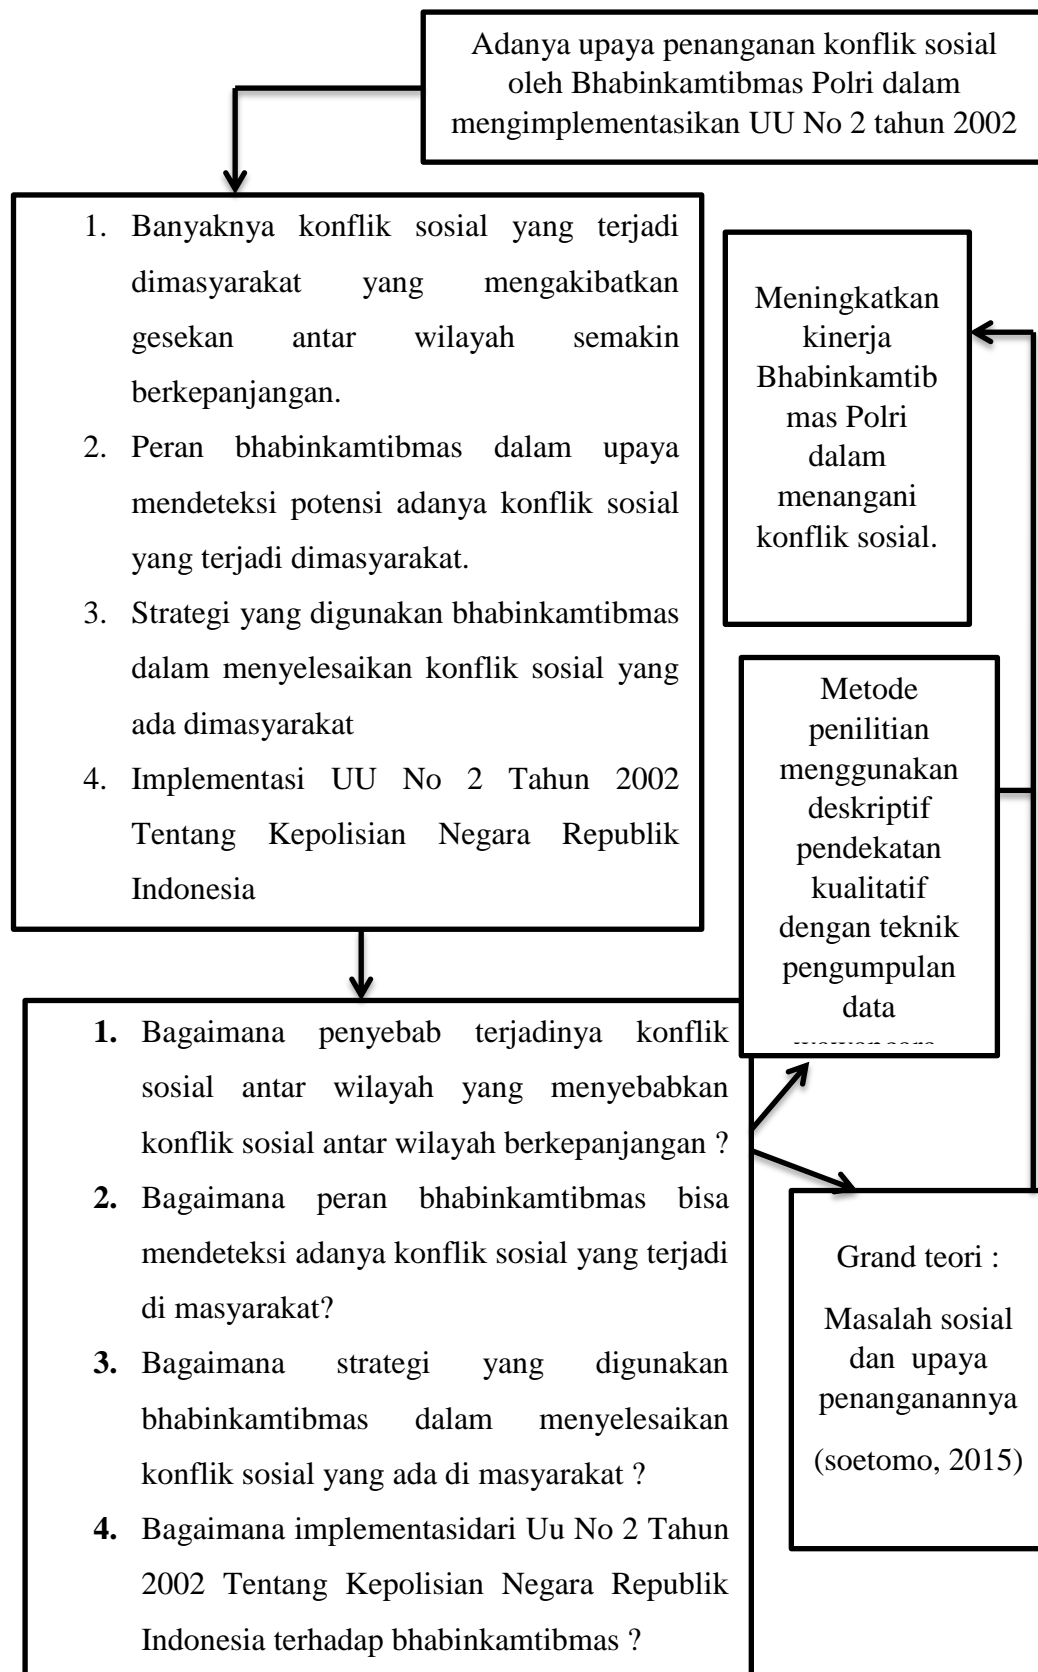 Adanya upaya penanganan konflik sosial
oleh Bhabinkamtibmas Polri dalam
mengimplementasikan UU No 2 tahun 2002
1. Banyaknya konflik sosial yang terjadi
dimasyarakat yang mengakibatkan
gesekan antar wilayah semakin
berkepanjangan.
2. Peran bhabinkamtibmas dalam upaya
mendeteksi potensi adanya konflik sosial
yang terjadi dimasyarakat.
3. Strategi yang digunakan bhabinkamtibmas
dalam menyelesaikan konflik sosial yang
ada dimasyarakat
4. Implementasi UU No 2 Tahun 2002
Tentang Kepolisian Negara Republik
Indonesia
Meningkatkan
kinerja
Bhabinkamtib
mas Polri
dalam
menangani
konflik sosial.
Metode
penilitian
menggunakan
deskriptif
pendekatan
kualitatif
dengan teknik
pengumpulan
data
1. Bagaimana penyebab terjadinya konflik
sosial antar wilayah yang menyebabkan
konflik sosial antar wilayah berkepanjangan ?
2. Bagaimana peran bhabinkamtibmas bisa
mendeteksi adanya konflik sosial yang terjadi
di masyarakat?
3. Bagaimana strategi yang digunakan
bhabinkamtibmas dalam menyelesaikan
konflik sosial yang ada di masyarakat ?
4. Bagaimana implementasidari Uu No 2 Tahun
2002 Tentang Kepolisian Negara Republik
Indonesia terhadap bhabinkamtibmas ?
Grand teori :
Masalah sosial
dan upaya
penanganannya
(soetomo, 2015)